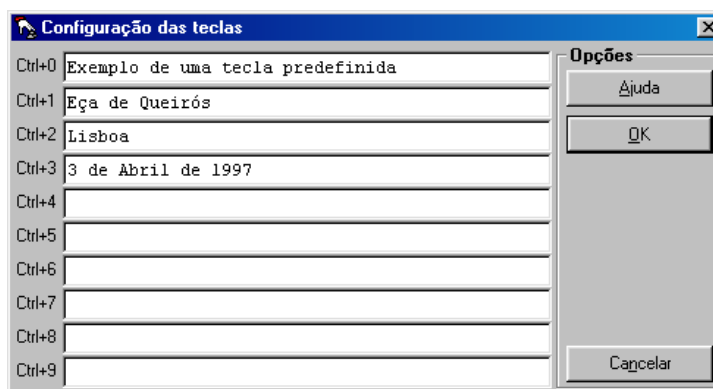 Configuração das teclas
Ctrl+0 Exemplo de uma tecla predefinida
Ctrl+1 Eça de Queirós
Ctrl+2 Lisboa
Ctrl+3 3 de Abril de 1997
Ctrl+4
Ctrl+5
Ctrl+6
Ctrl+7
Ctrl+8
Ctrl+9
Opções
Ajuda
OK
Cancelar